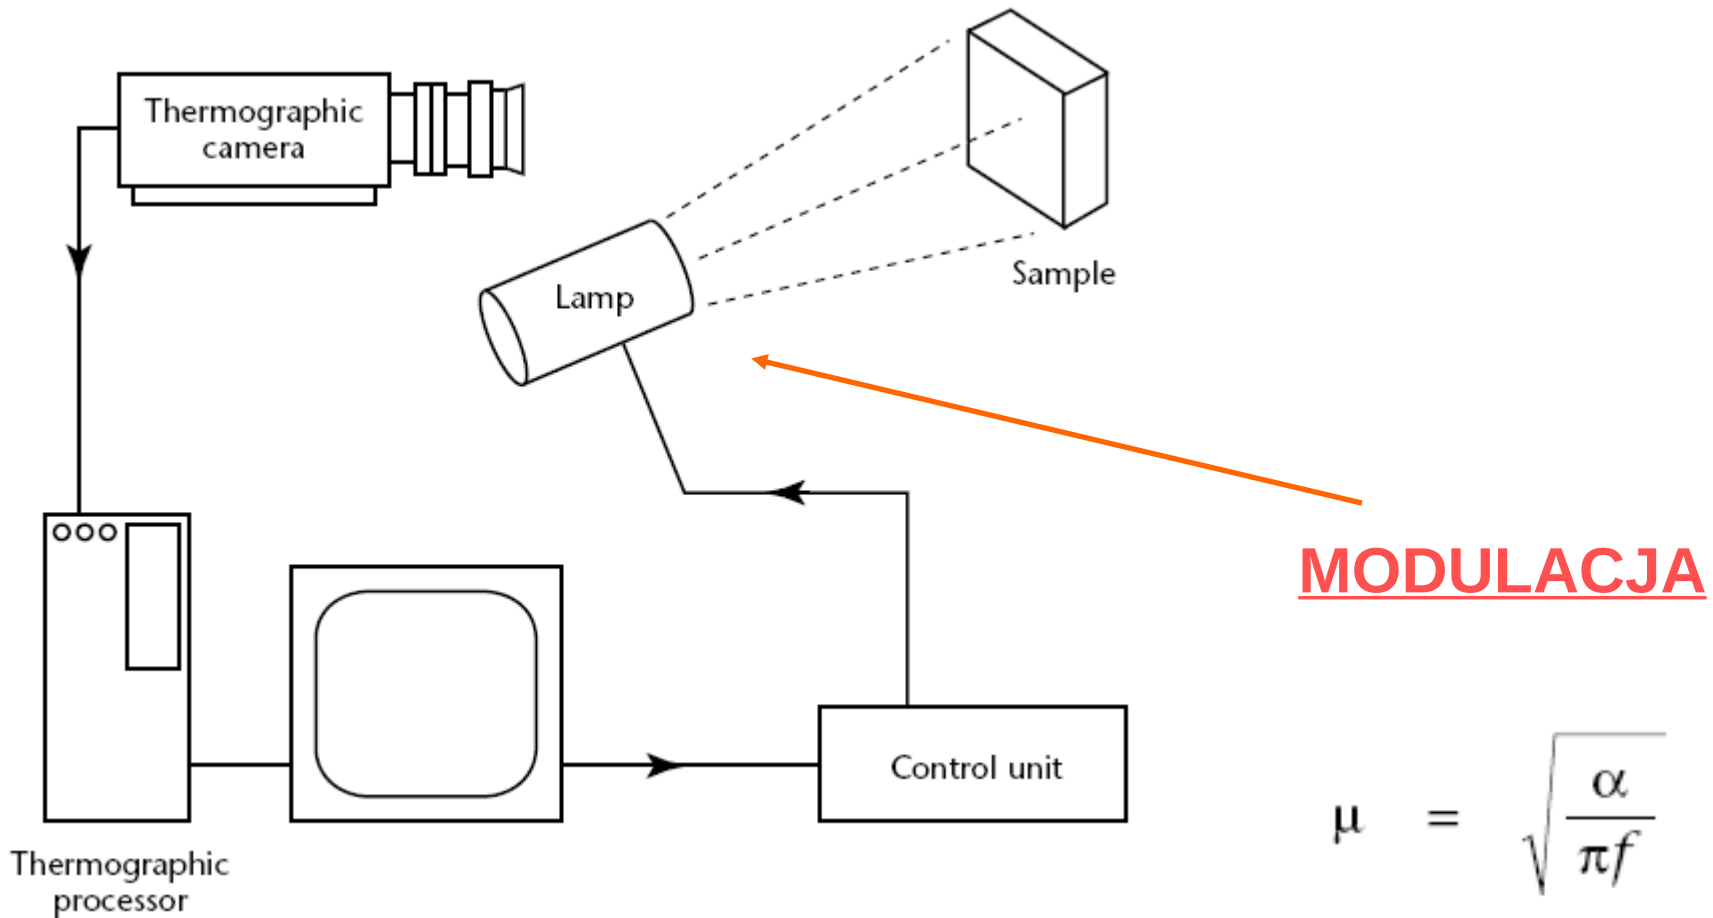 Thermographic
camera
Lamp
Sample
MODULACJA
Control unit
μ = √α/πf
Thermographic
processor